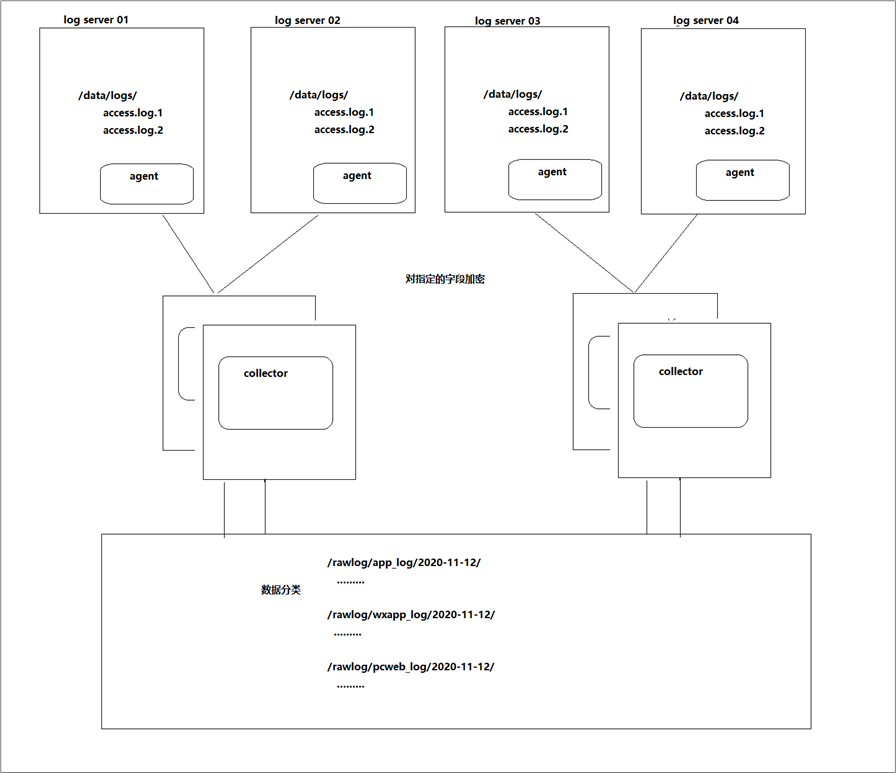 log server 01
log server 02
log server 03
log server 04
/data/logs/
access.log.1
access.log.2
agent
/data/logs/
access.log.1
access.log.2
agent
/data/logs/
access.log.1
access.log.2
agent
/data/logs/
access.log.1
access.log.2
agent
对指定的字段加密
collector
collector
数据分类
/rawlog/app_log/2020-11-12/
.........
/rawlog/wxapp_log/2020-11-12/
.........
/rawlog/pcweb_log/2020-11-12/
.........